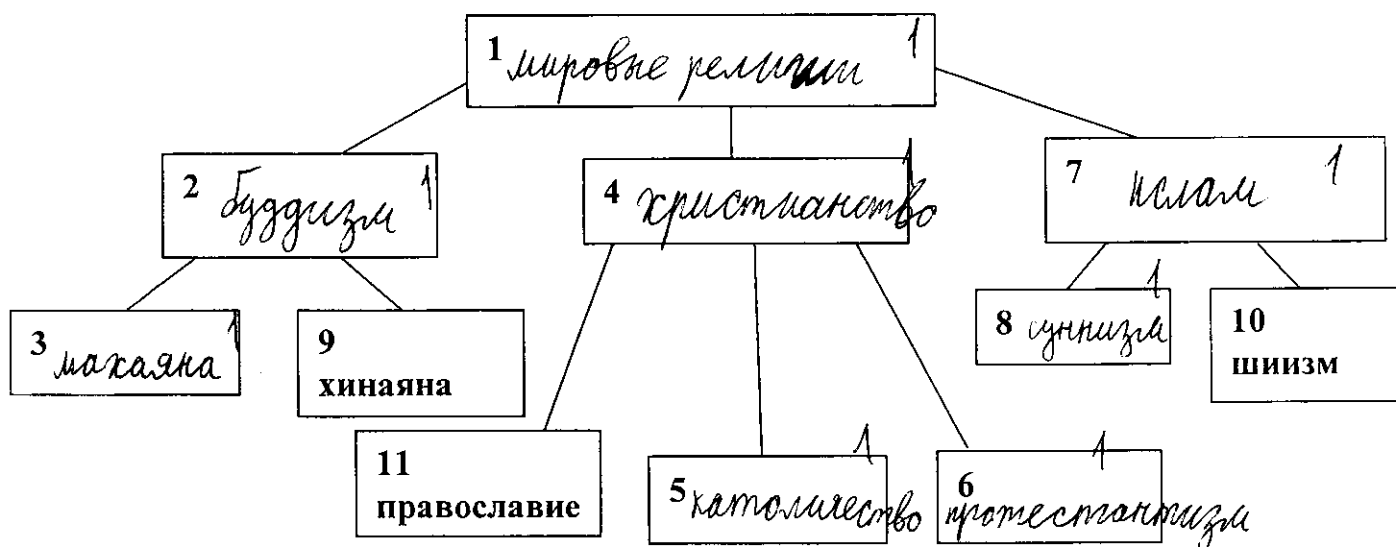 1 мировые религии 1
2 буддизм 1
4 христианство 1
7 ислам 1
3 махаяна 1
9
хинаяна
8 суннизм 1
10
шиизм
11
православие
5 католичество 1
6 протестантизм 1